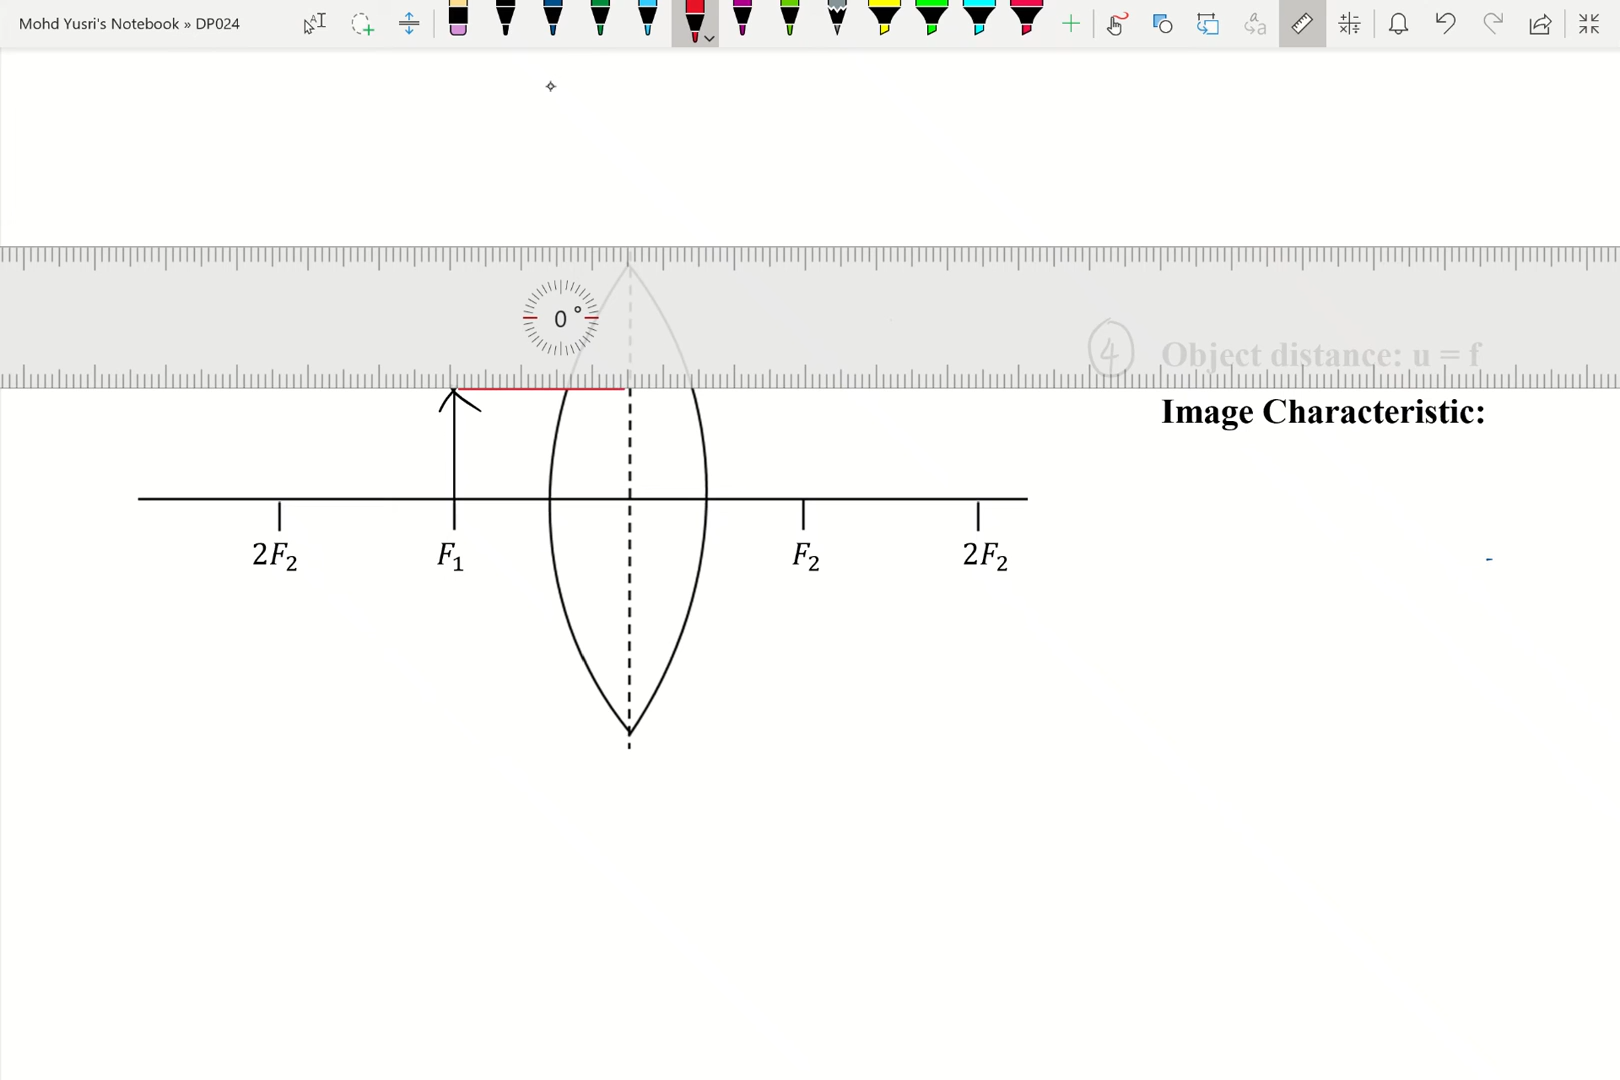 Mohd Yusri's Notebook » DP024
0 °
4 Object distance: u = f
Image Characteristic:
2F₂ F₁ F₂ 2F₂